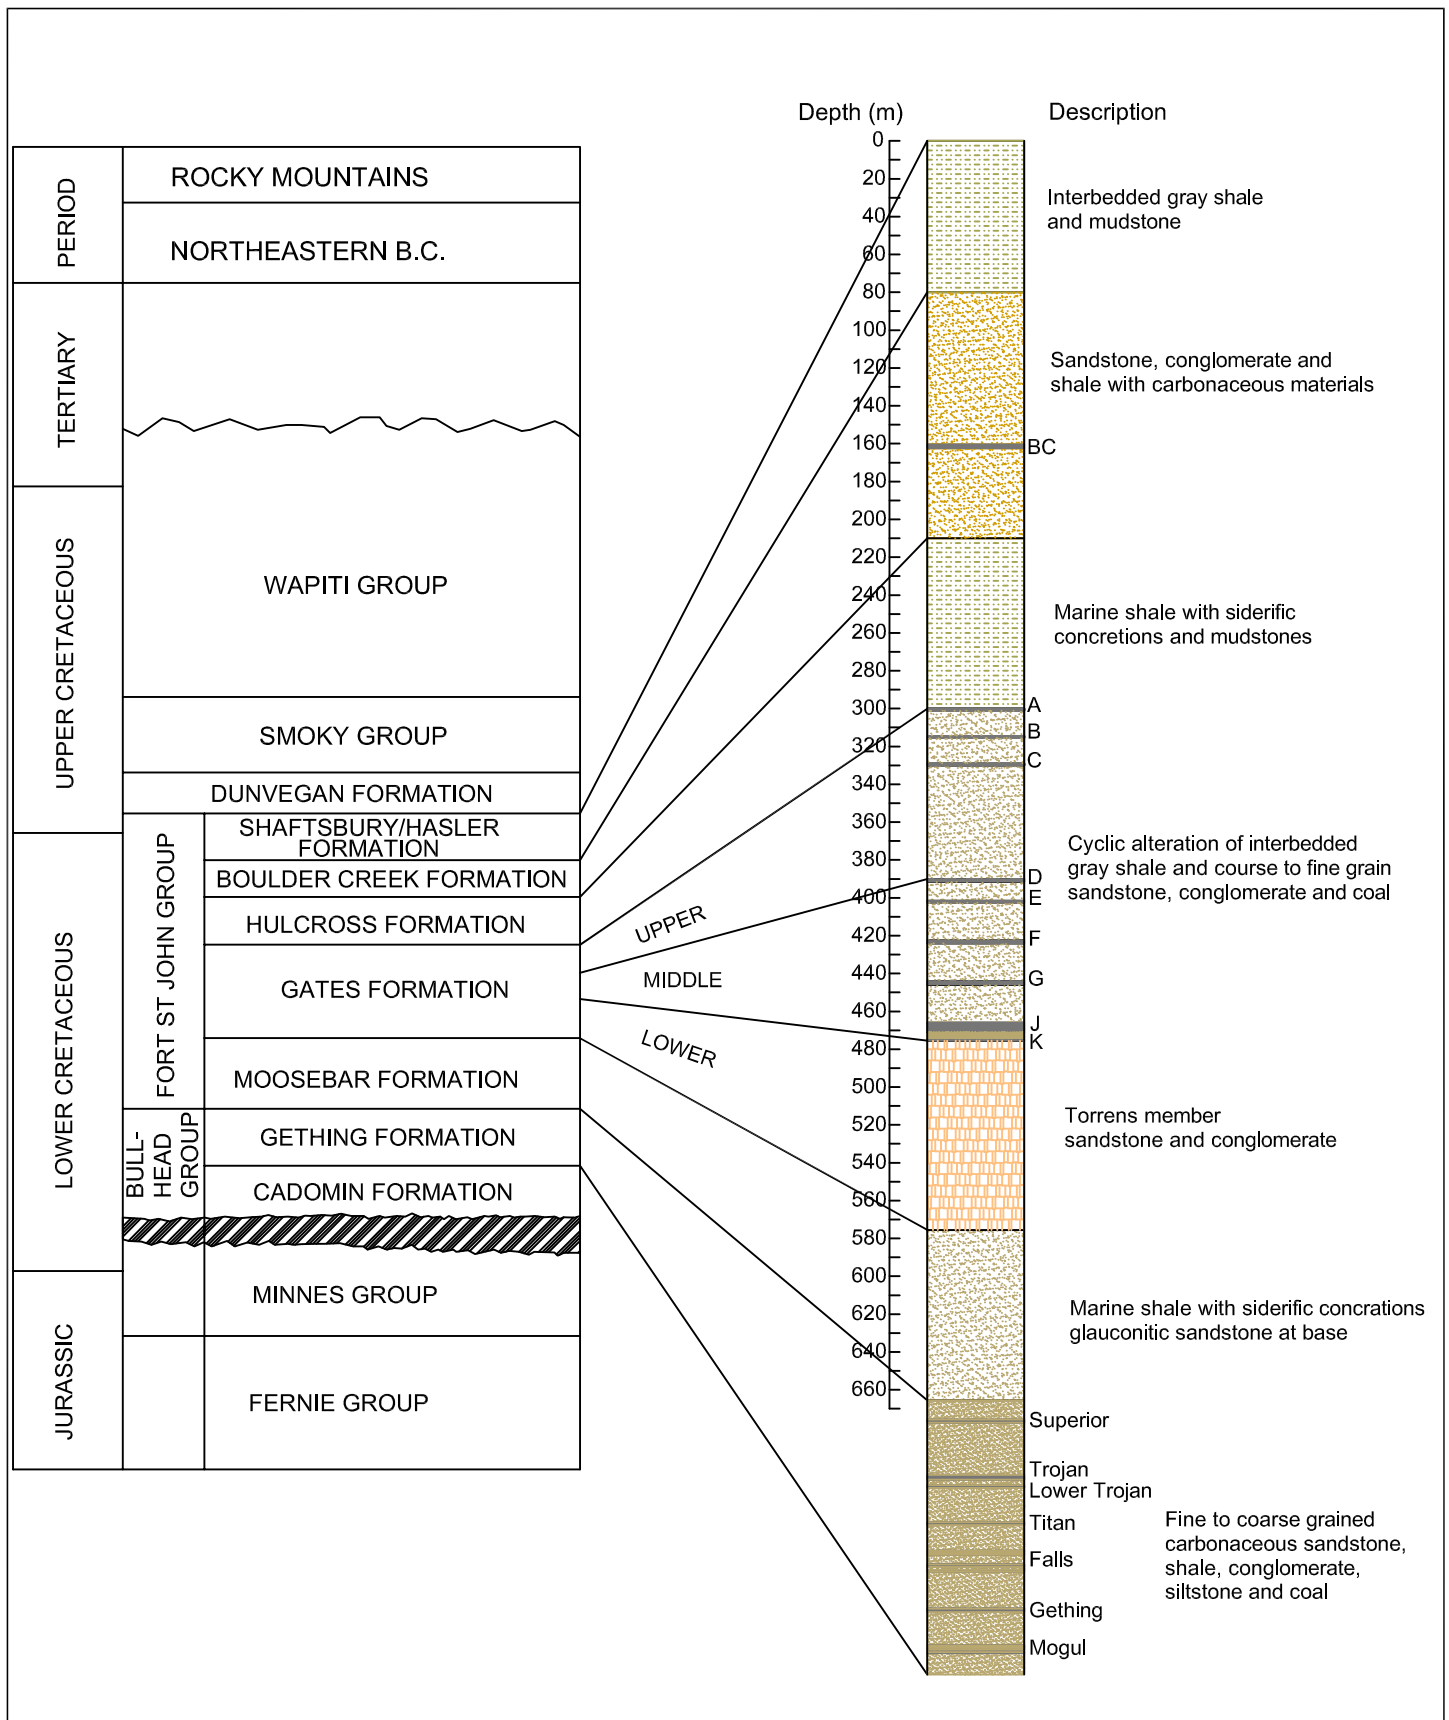 Depth (m)
Description
PERIOD
ROCKY MOUNTAINS
NORTHEASTERN B.C.
TERTIARY
UPPER CRETACEOUS
WAPITI GROUP
SMOKY GROUP
DUNVEGAN FORMATION
LOWER CRETACEOUS
FORT ST JOHN GROUP
SHAFTSBURY/HASLER
FORMATION
BOULDER CREEK FORMATION
HULCROSS FORMATION
GATES FORMATION
MOOSEBAR FORMATION
BULL-
HEAD
GROUP
GETHING FORMATION
CADOMIN FORMATION
JURASSIC
MINNES GROUP
FERNIE GROUP
UPPER
MIDDLE
LOWER
0
20
40
60
80
100
120
140
160
180
200
220
240
260
280
300
320
340
360
380
400
420
440
460
480
500
520
540
560
580
600
620
640
660
Interbedded gray shale
and mudstone
Sandstone, conglomerate and
shale with carbonaceous materials
BC
Marine shale with siderific
concretions and mudstones
A
B
C
Cyclic alteration of interbedded
gray shale and course to fine grain
sandstone, conglomerate and coal
D
E
F
G
J
K
Torrens member
sandstone and conglomerate
Marine shale with siderific concrations
glauconitic sandstone at base
Superior
Trojan
Lower Trojan
Titan
Falls
Gething
Mogul
Fine to coarse grained
carbonaceous sandstone,
shale, conglomerate,
siltstone and coal